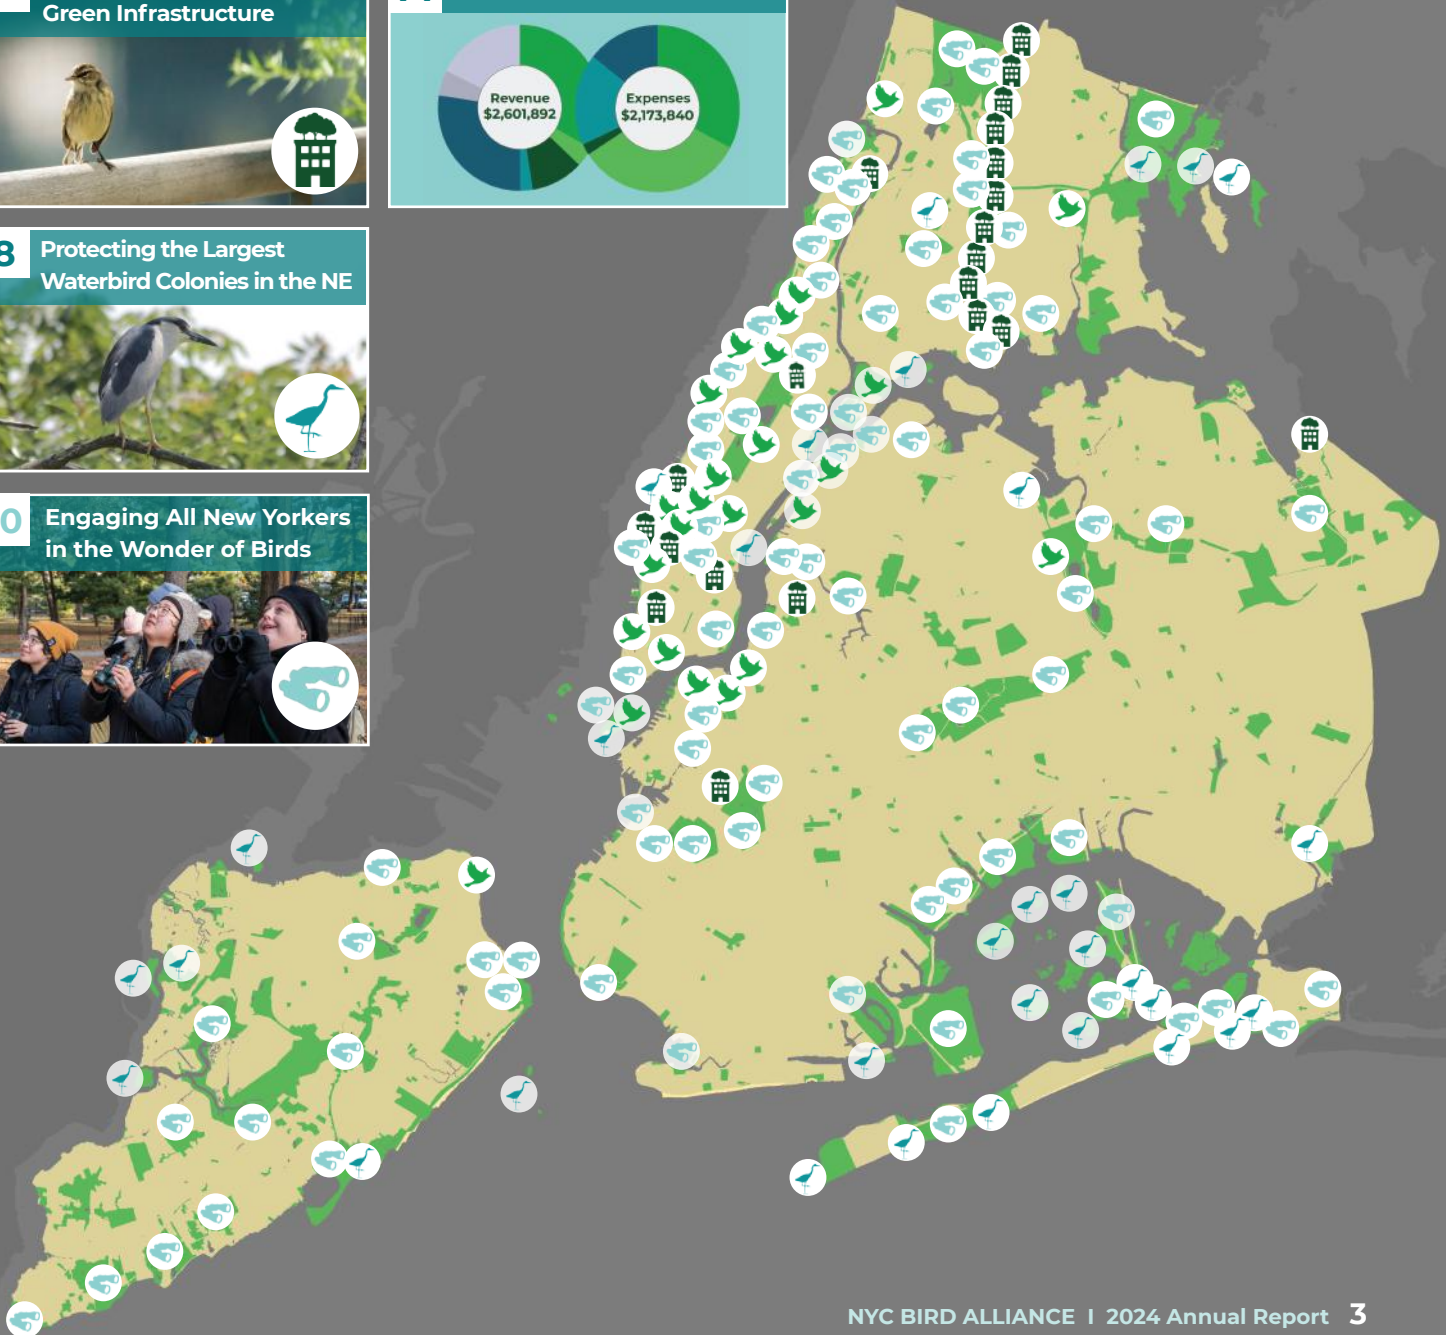 Green Infrastructure
Revenue
$2,601,892
Expenses
$2,173,840
8
Protecting the Largest
Waterbird Colonies in the NE
0
Engaging All New Yorkers
in the Wonder of Birds
NYC BIRD ALLIANCE I 2024 Annual Report 3